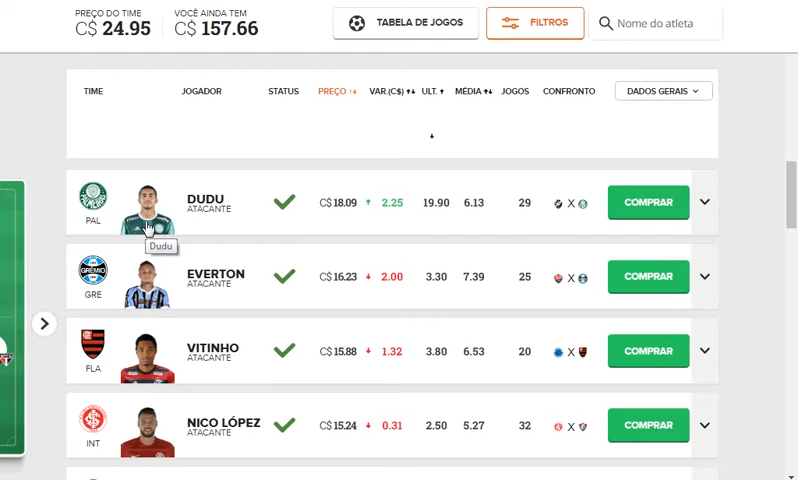 PREÇO DO TIME
C$ 24.95
VOCÊ AINDA TEM
C$ 157.66
TABELA DE JOGOS
FILTROS
Nome do atleta
TIME JOGADOR STATUS PREÇO VAR.(C$) ULT. MÉDIA JOGOS CONFRONTO DADOS GERAIS
DUDU
ATACANTE
PAL
C$ 18.09 2.25 19.90 6.13 29 X COMPRAR
Dudu
EVERTON
ATACANTE
GRE
C$ 16.23 2.00 3.30 7.39 25 X COMPRAR
VITINHO
ATACANTE
FLA
C$ 15.88 1.32 3.80 6.53 20 X COMPRAR
NICO LÓPEZ
ATACANTE
INT
C$ 15.24 0.31 2.50 5.27 32 X COMPRAR